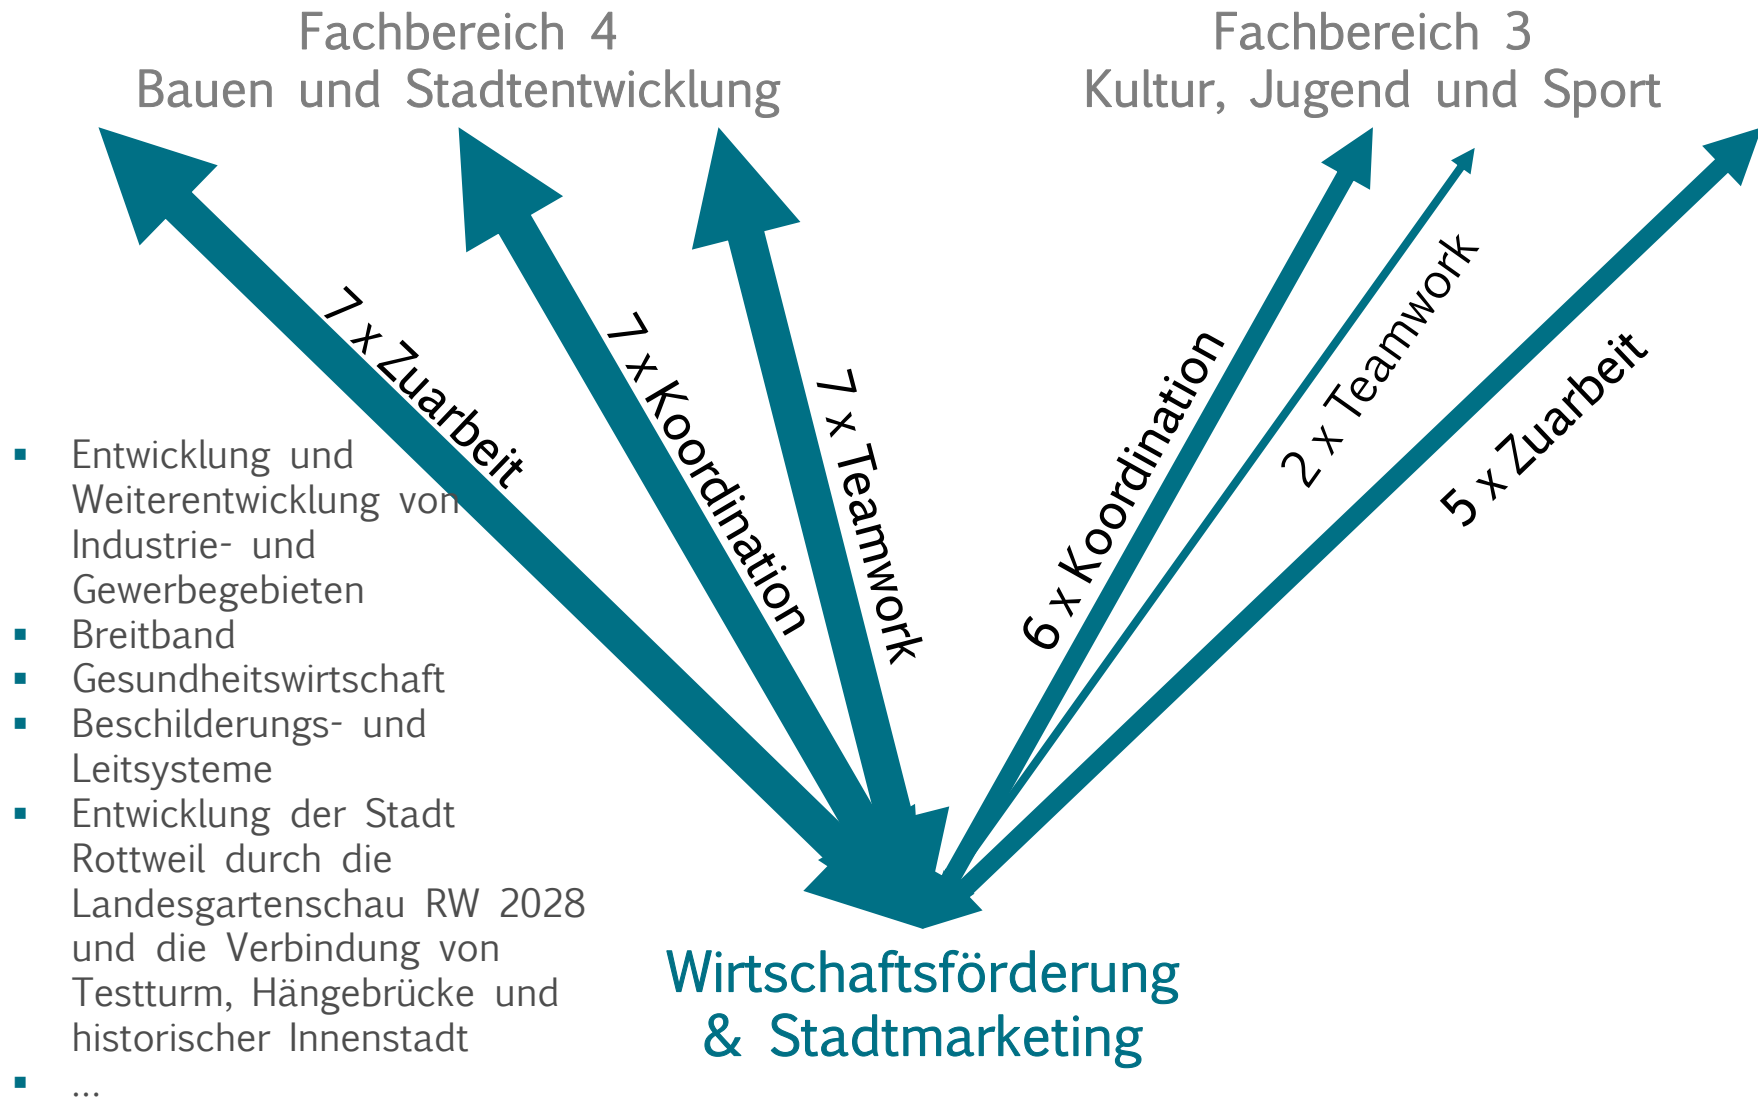 Fachbereich 4
Bauen und Stadtentwicklung
Fachbereich 3
Kultur, Jugend und Sport
7 x Zuarbeit
7 x Koordination
7 x Teamwork
6 x Koordination
2 x Teamwork
5 x Zuarbeit
▪ Entwicklung und
Weiterentwicklung von
Industrie- und
Gewerbegebieten
▪ Breitband
▪ Gesundheitswirtschaft
▪ Beschilderungs- und
Leitsysteme
▪ Entwicklung der Stadt
Rottweil durch die
Landesgartenschau RW 2028
und die Verbindung von
Testturm, Hängebrücke und
historischer Innenstadt
▪ ...
Wirtschaftsförderung
& Stadtmarketing